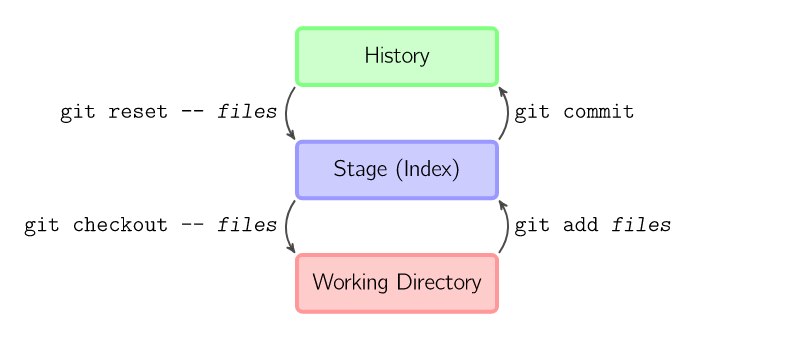 History
git reset -- files
git commit
Stage (Index)
git checkout -- files
git add files
Working Directory